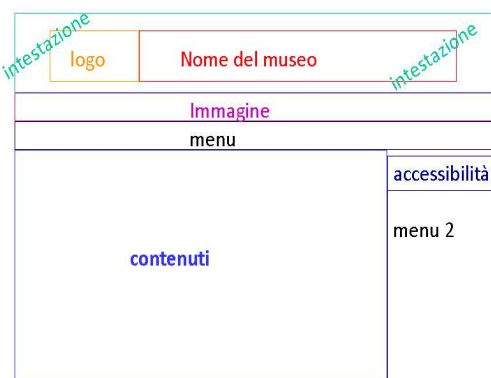 intestazione
logo
Nome del museo
intestazione
Immagine
menu
accessibilità
menu 2
contenuti